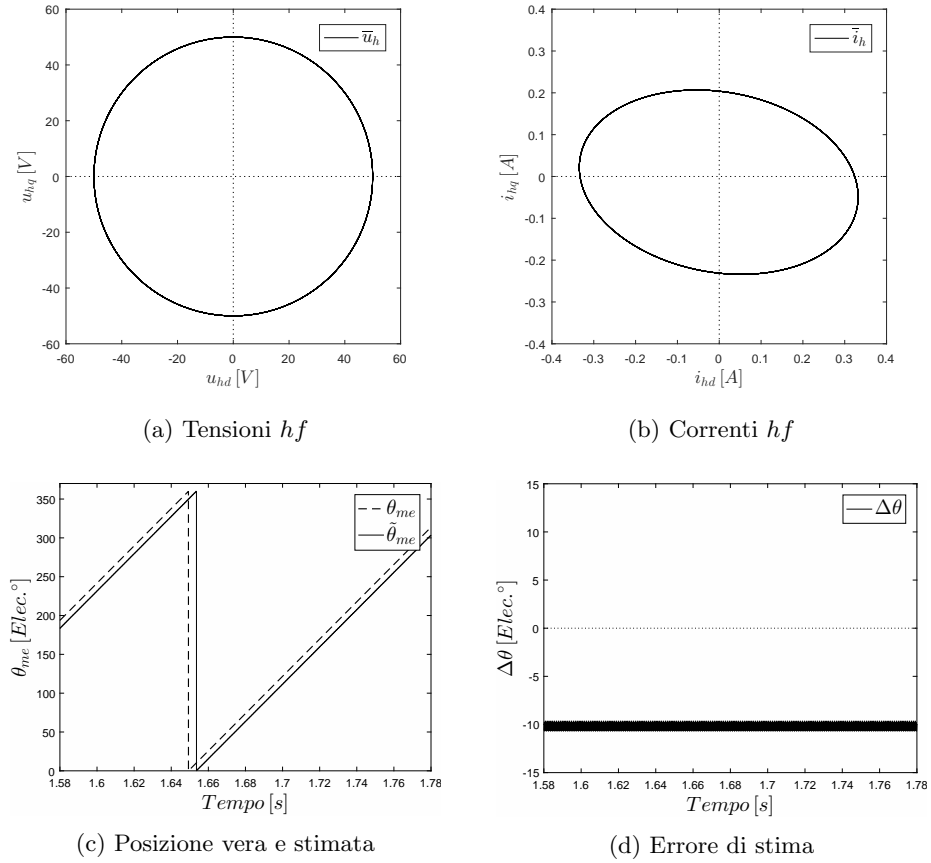 60
40
20
0
-20
-40
-60
-60 -40 -20 0 20 40 60
u_hq [V]
u_hd [V]
u̅_h
(a) Tensioni hf
0.4
0.3
0.2
0.1
0
-0.1
-0.2
-0.3
-0.4
-0.4 -0.3 -0.2 -0.1 0 0.1 0.2 0.3 0.4
i_hq [A]
i_hd [A]
i̅_h
(b) Correnti hf
350
300
250
200
150
100
50
0
1.58 1.6 1.62 1.64 1.66 1.68 1.7 1.72 1.74 1.76 1.78
θ_me [Elec.°]
Tempo [s]
θ_me
θ̃_me
(c) Posizione vera e stimata
15
10
5
0
-5
-10
-15
1.58 1.6 1.62 1.64 1.66 1.68 1.7 1.72 1.74 1.76 1.78
Δθ [Elec.°]
Tempo [s]
Δθ
(d) Errore di stima